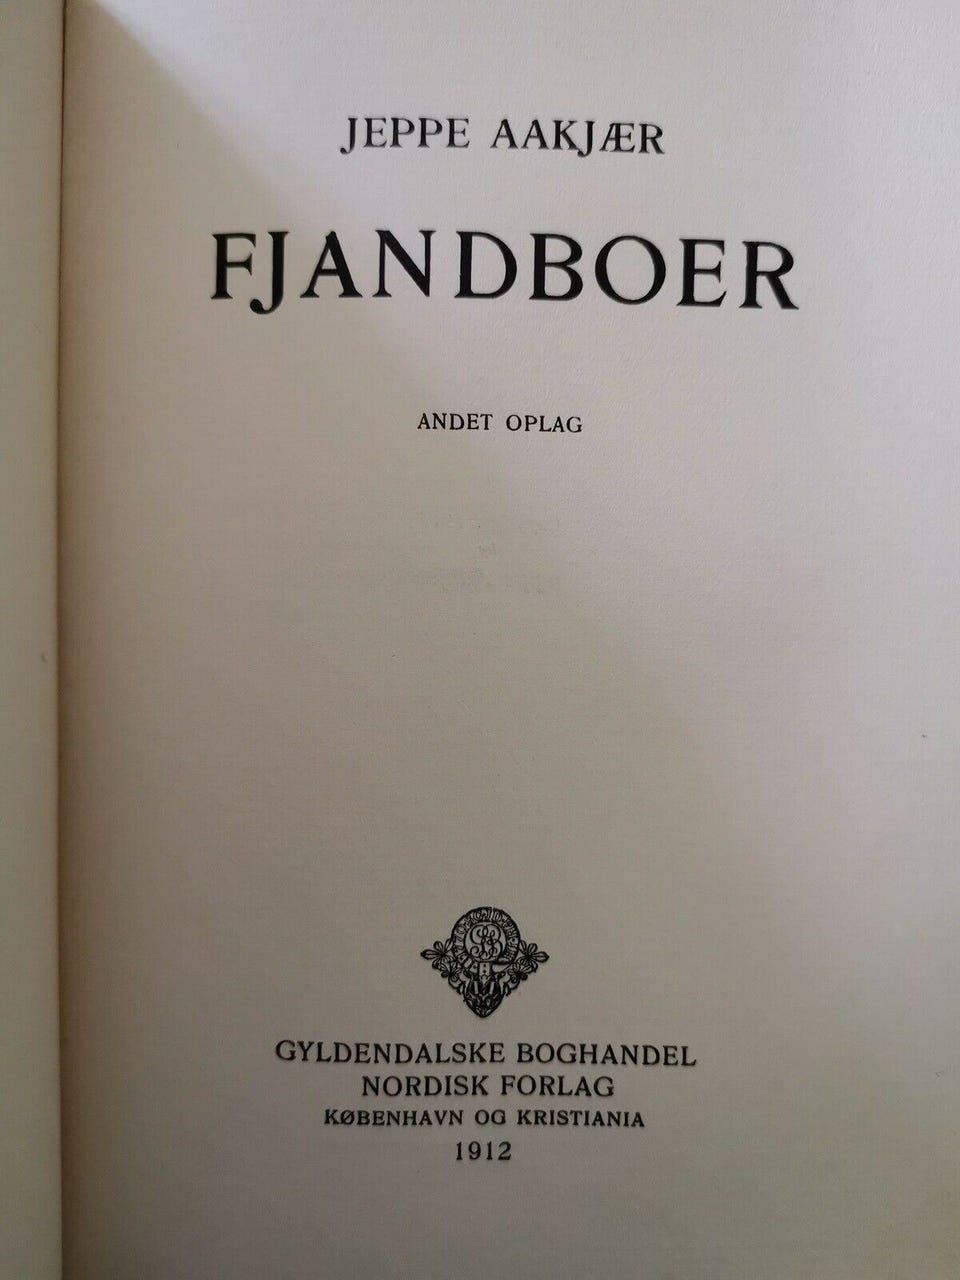 JEPPE AAKJÆR
FJANDBOER
ANDET OPLAG
GYLDENDALSKE BOGHANDEL
NORDISK FORLAG
KØBENHAVN OG KRISTIANIA
1912